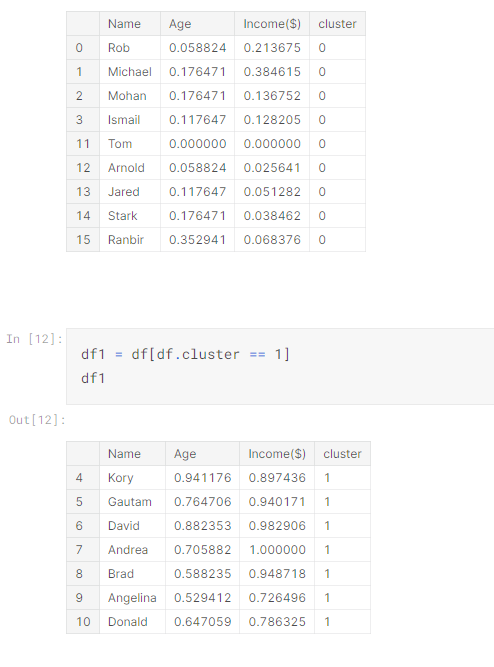 Name Age Income($) cluster
0 Rob 0.058824 0.213675 0
1 Michael 0.176471 0.384615 0
2 Mohan 0.176471 0.136752 0
3 Ismail 0.117647 0.128205 0
11 Tom 0.000000 0.000000 0
12 Arnold 0.058824 0.025641 0
13 Jared 0.117647 0.051282 0
14 Stark 0.176471 0.038462 0
15 Ranbir 0.352941 0.068376 0
In [12]:
df1 = df[df.cluster == 1]
df1
Out[12]:
Name Age Income($) cluster
4 Kory 0.941176 0.897436 1
5 Gautam 0.764706 0.940171 1
6 David 0.882353 0.982906 1
7 Andrea 0.705882 1.000000 1
8 Brad 0.588235 0.948718 1
9 Angelina 0.529412 0.726496 1
10 Donald 0.647059 0.786325 1